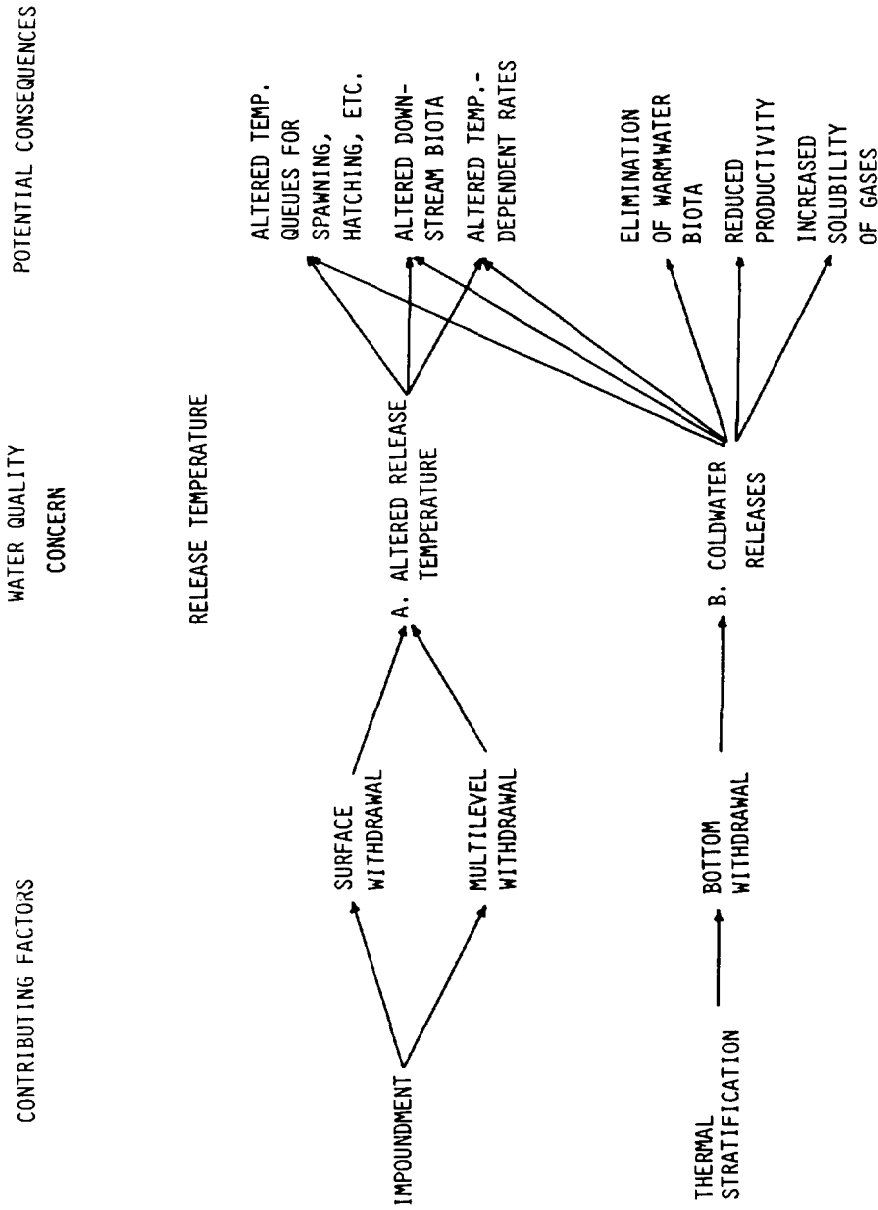 CONTRIBUTING FACTORS
WATER QUALITY
CONCERN
POTENTIAL CONSEQUENCES
RELEASE TEMPERATURE
IMPOUNDMENT
SURFACE
WITHDRAWAL
MULTILEVEL
WITHDRAWAL
A. ALTERED RELEASE
TEMPERATURE
ALTERED TEMP.
QUEUES FOR
SPAWNING,
HATCHING, ETC.
ALTERED DOWN-
STREAM BIOTA
ALTERED TEMP.-
DEPENDENT RATES
THERMAL
STRATIFICATION
BOTTOM
WITHDRAWAL
B. COLDWATER
RELEASES
ELIMINATION
OF WARMWATER
BIOTA
REDUCED
PRODUCTIVITY
INCREASED
SOLUBILITY
OF GASES